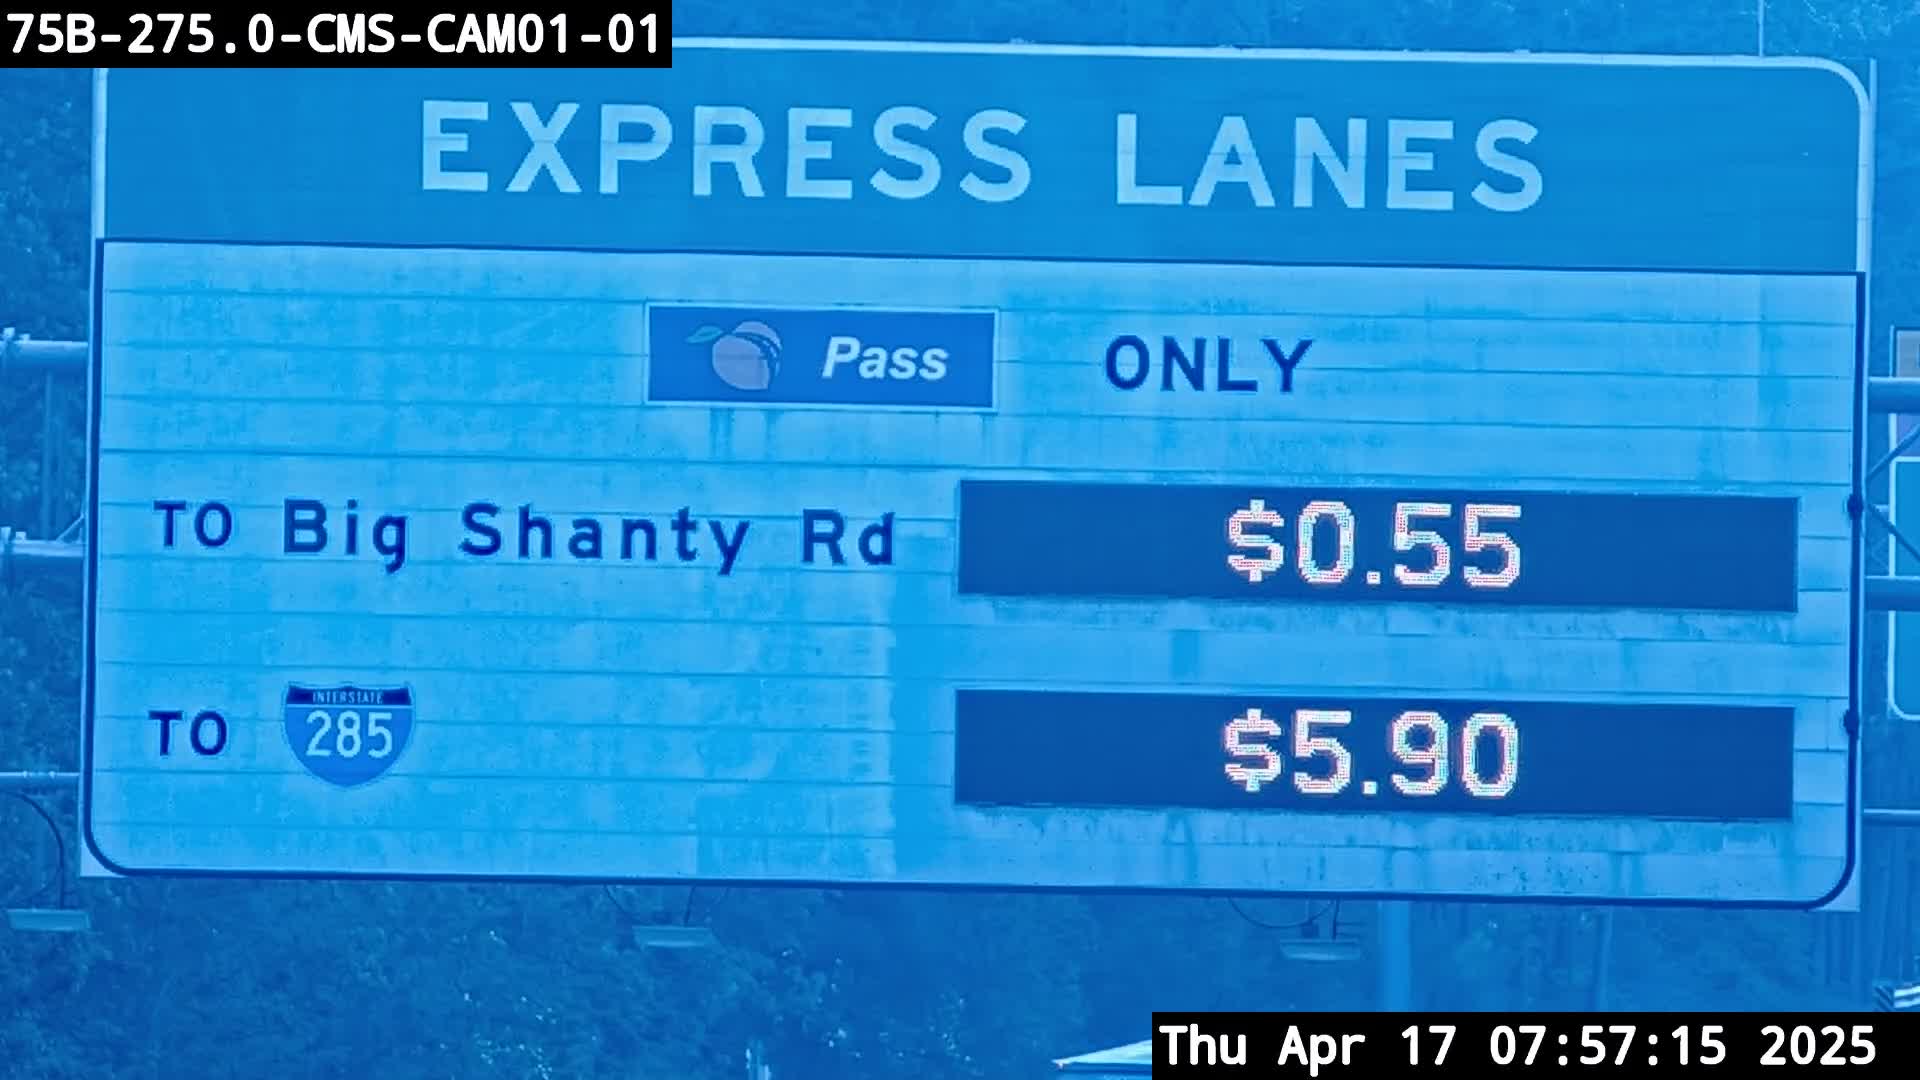 75B-275.0-CMS-CAM01-01
EXPRESS LANES
Pass ONLY
TO Big Shanty Rd $0.55
INTERSTATE
TO 285 $5.90
Thu Apr 17 07:57:15 2025